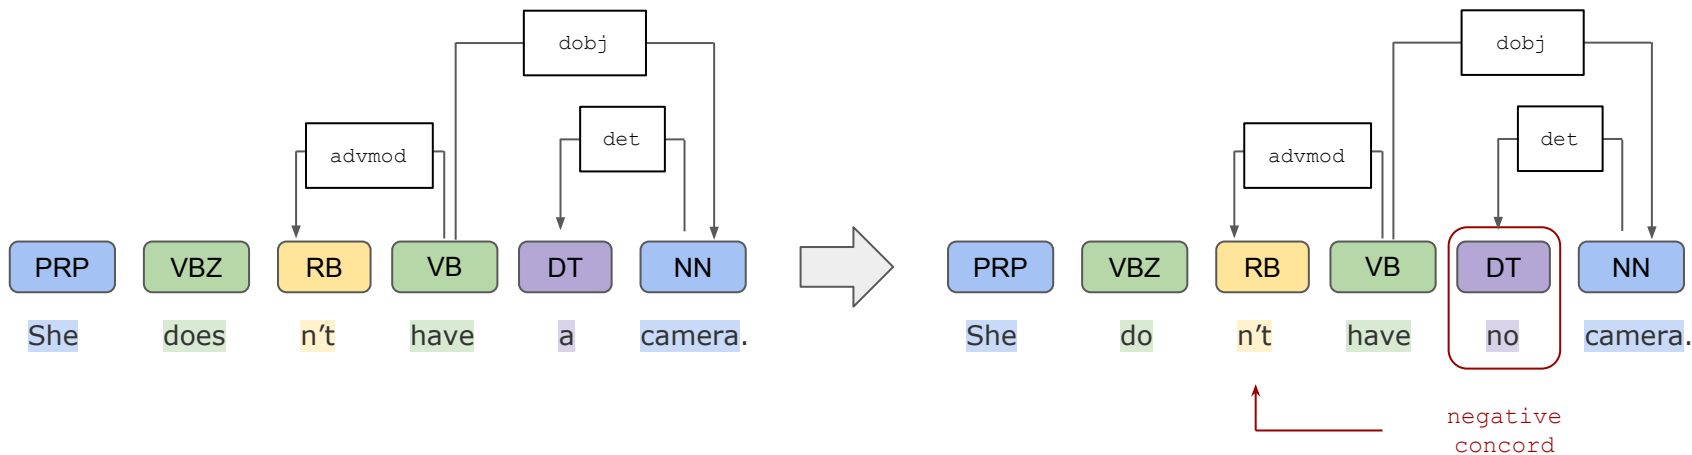 dobj
dobj
advmod
det
advmod
det
PRP VBZ RB VB DT NN
PRP VBZ RB VB DT NN
She does n’t have a camera.
She do n’t have no camera.
negative
concord